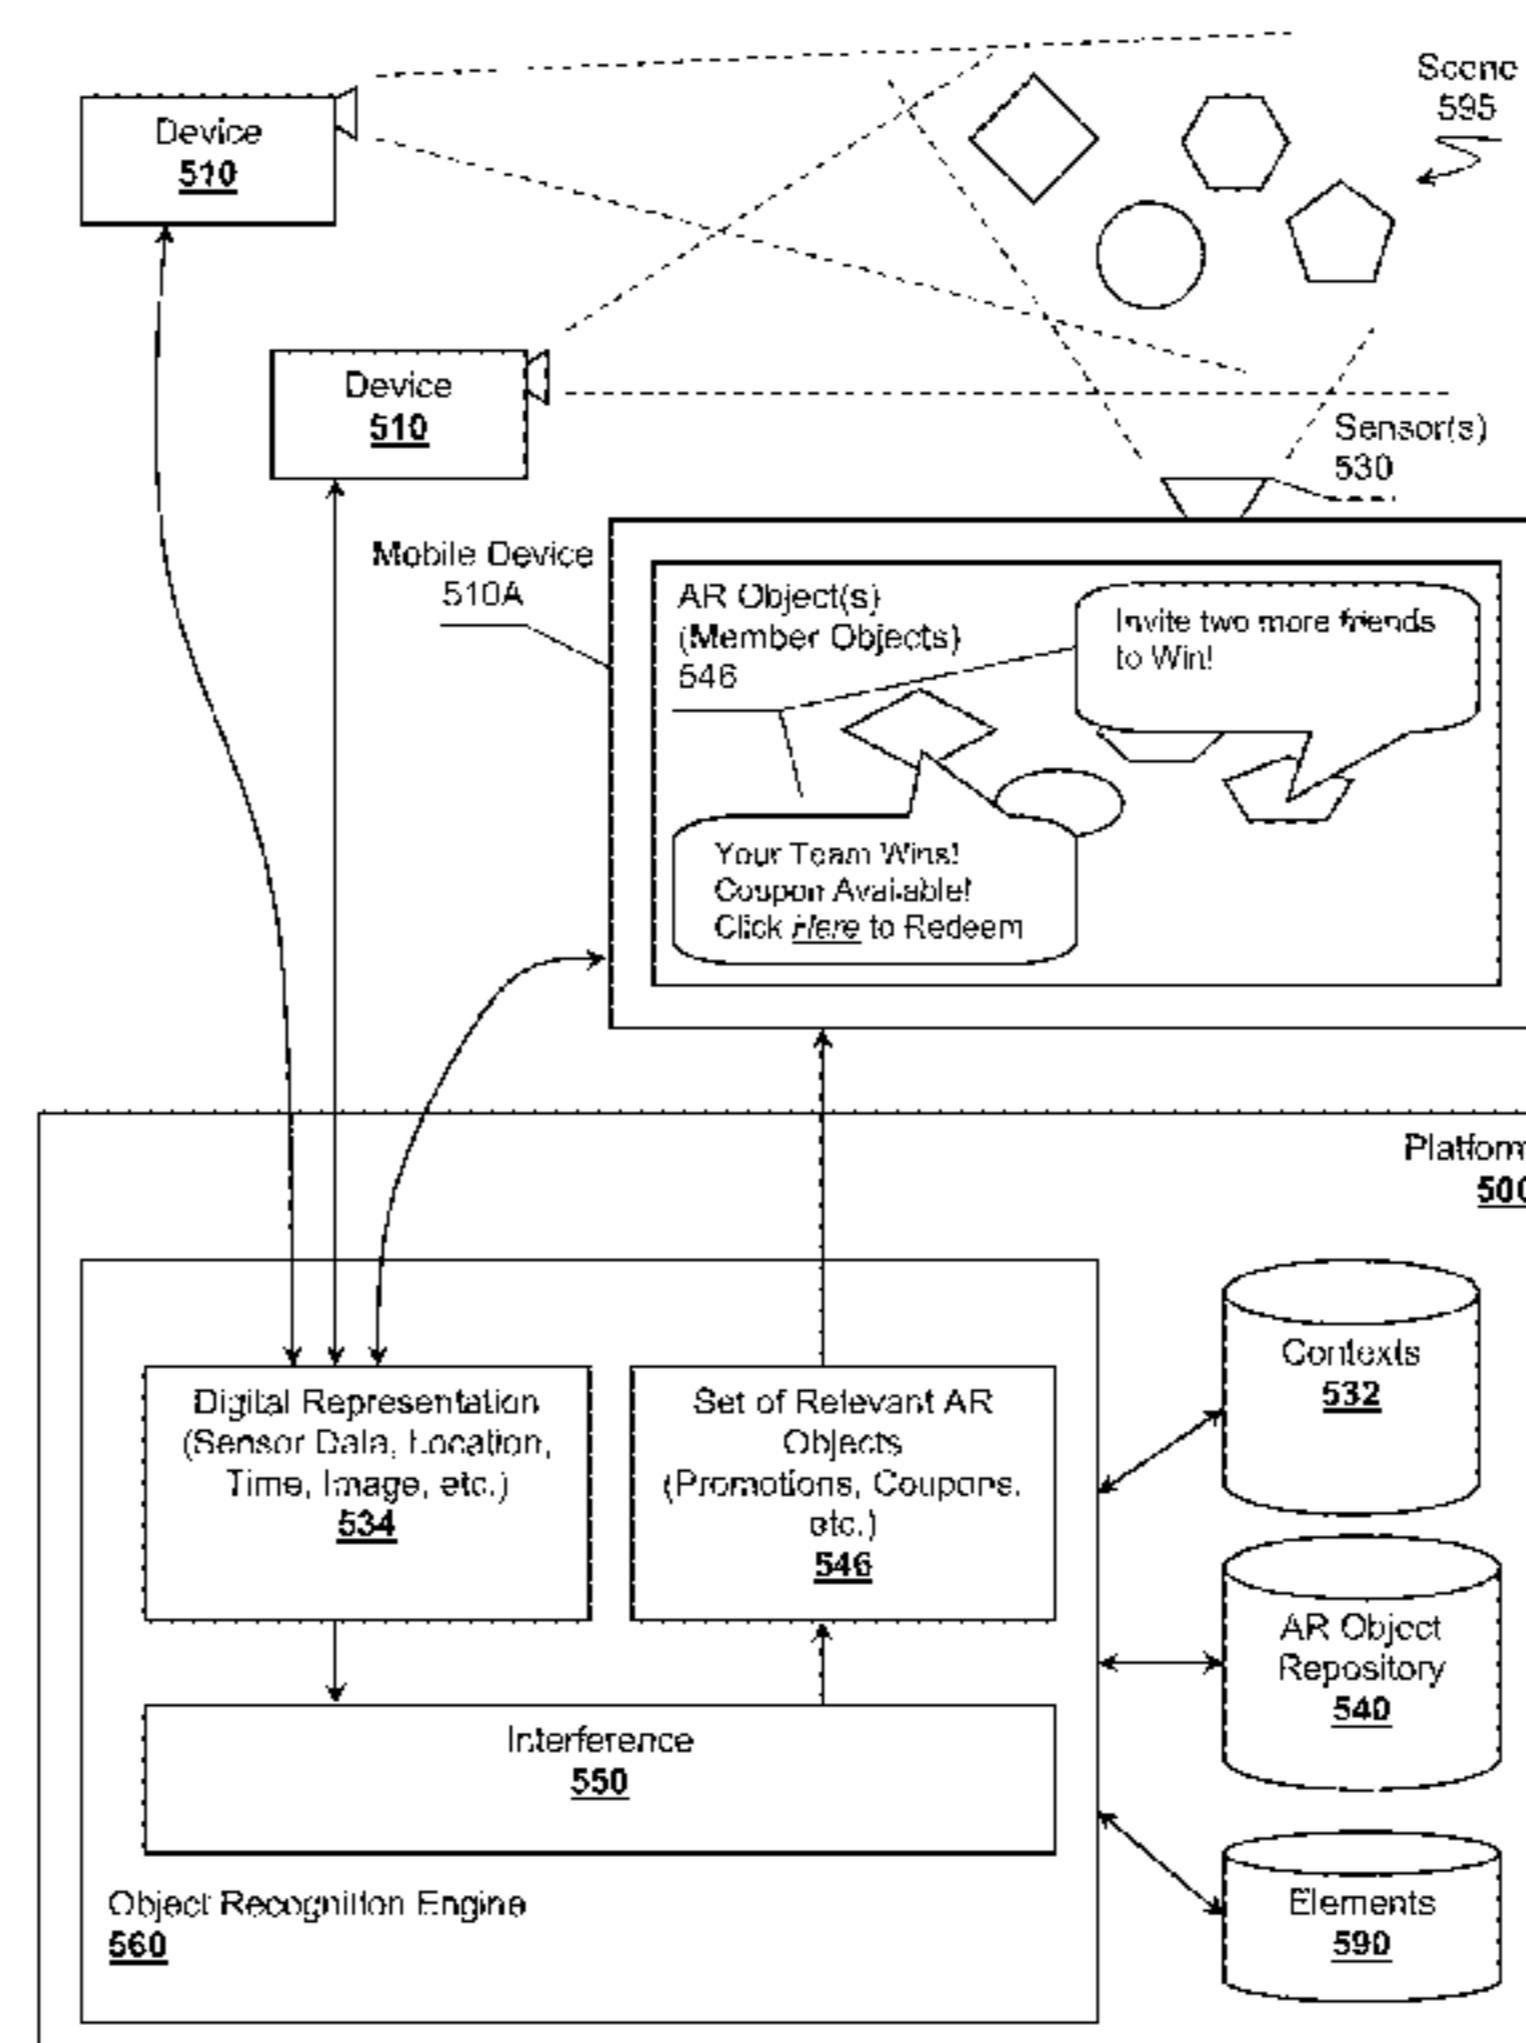 Scene
595
Device
510
Device
510
Sensor(s)
530
Mobile Device
510A
AR Object(s)
(Member Objects)
546
Invite two more friends
to Win!
Your Team Wins!
Coupon Available!
Click Here to Redeem
Platform
500
Digital Representation
(Sensor Data, Location,
Time, Image, etc.)
534
Set of Relevant AR
Objects
(Promotions, Coupons,
etc.)
546
Contexts
532
AR Object
Repository
540
Interference
550
Elements
590
Object Recognition Engine
560